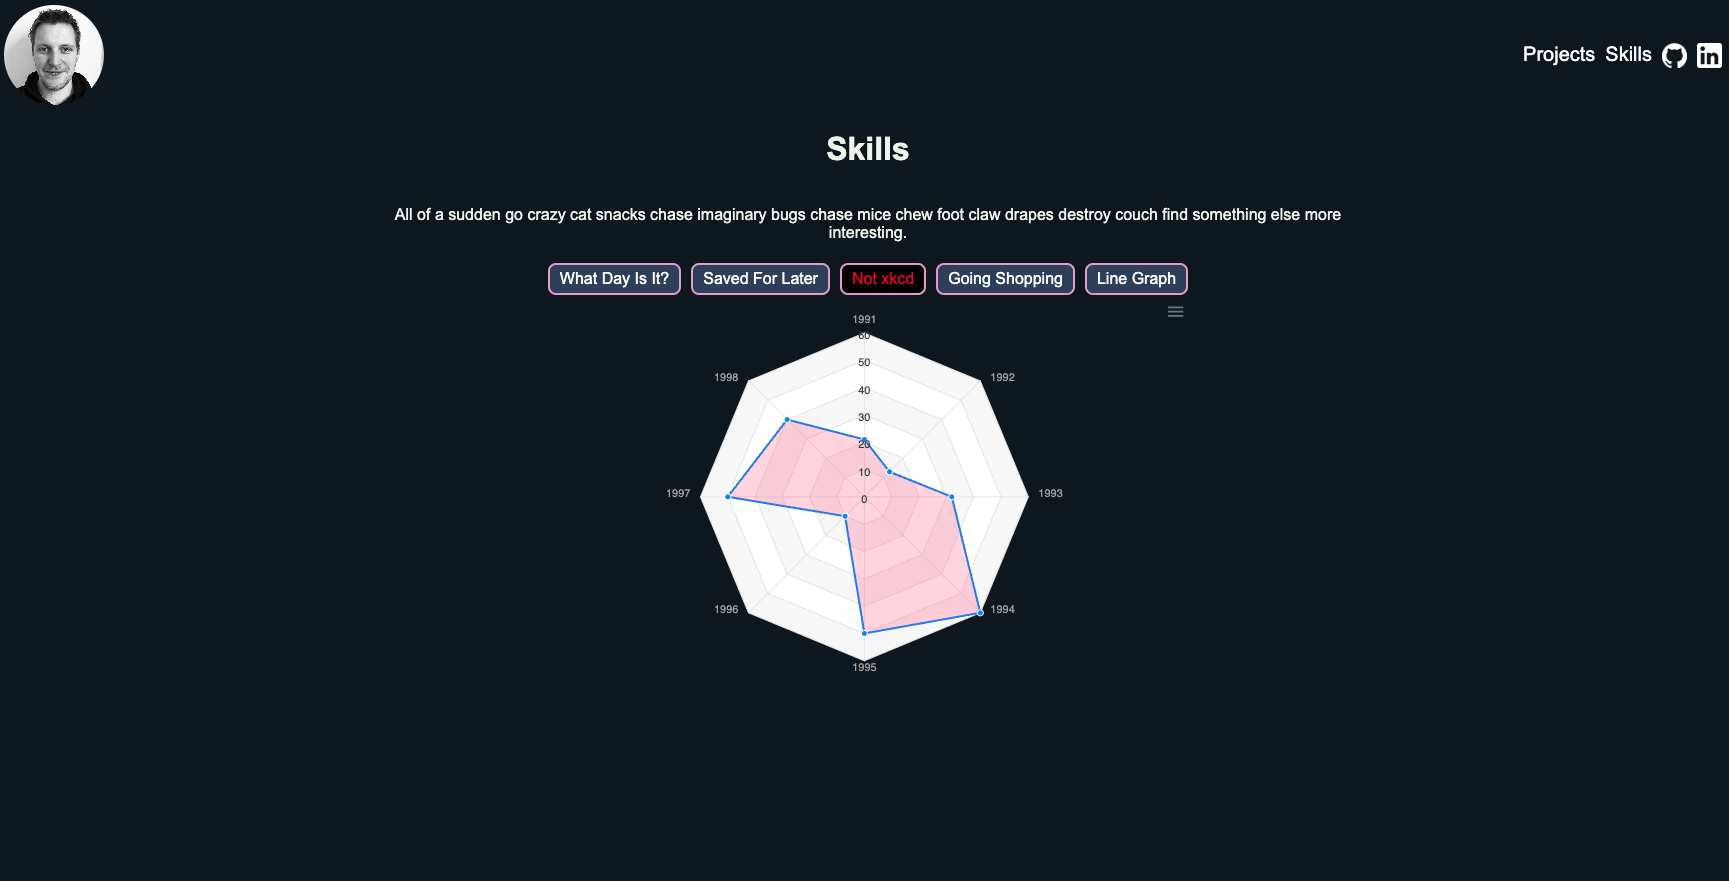 Projects Skills
Skills
All of a sudden go crazy cat snacks chase imaginary bugs chase mice chew foot claw drapes destroy couch find something else more
interesting.
What Day Is It? Saved For Later Not xkcd Going Shopping Line Graph
1991
60
50
1998 1992
40
30
20
10
1997 0 1993
1996 1994
1995